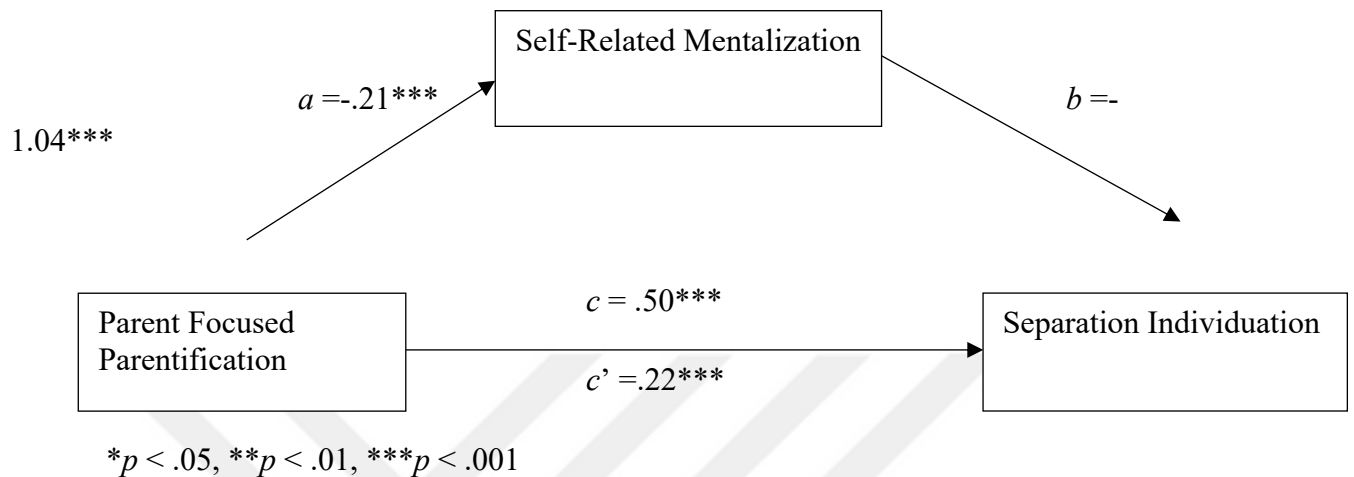 Self-Related Mentalization
a =-.21***
b =-
1.04***
Parent Focused
Parentification
c = .50***
c’ =.22***
Separation Individuation
*p < .05, **p < .01, ***p < .001